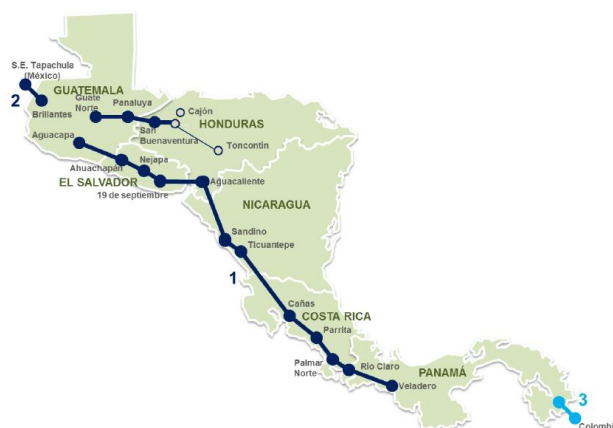 S.E. Tapachula
(México)
GUATEMALA
2
Brillantes
Guate
Norte
Panaluya
Cajón
HONDURAS
San
Buenaventura
Toncontín
Aguacapa
Ahuachapán
Nejapa
EL SALVADOR
19 de septiembre
Aguacaliente
NICARAGUA
Sandino
Ticuantepe
1
Cañas
COSTA RICA
Parrita
Palmar
Norte
Rio Claro
PANAMÁ
Veladero
3
Colombi